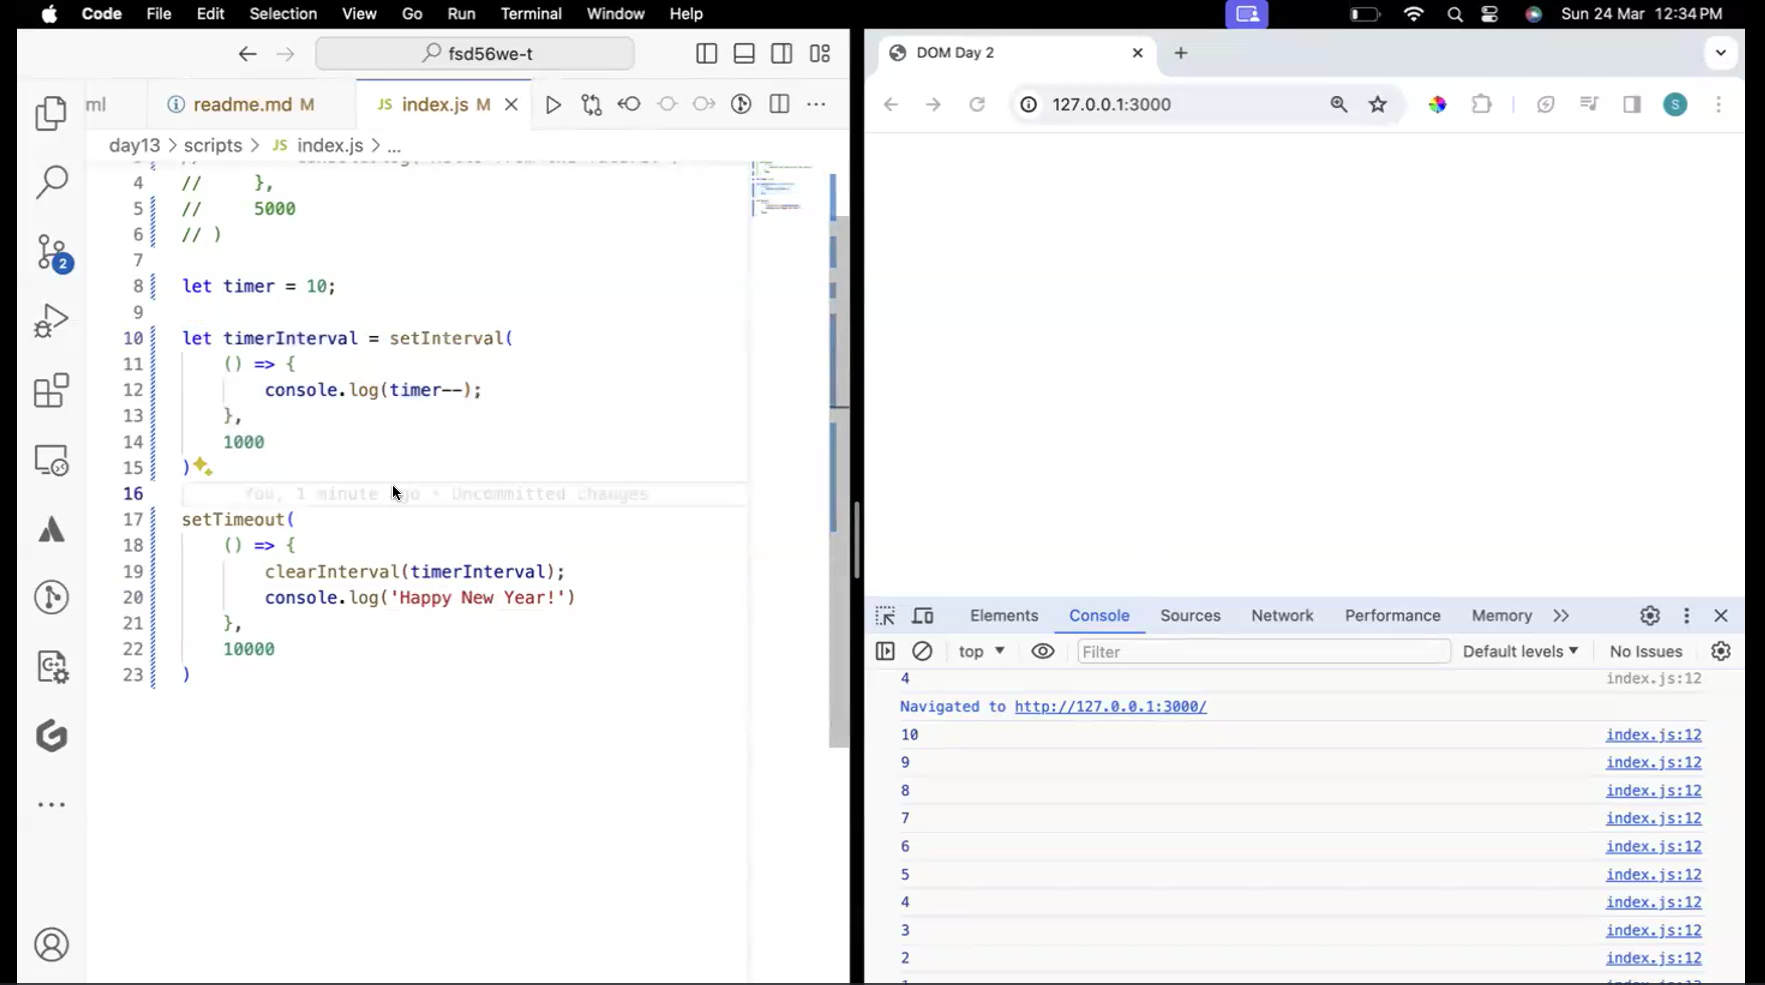 Code File Edit Selection View Go Run Terminal Window Help Sun 24 Mar 12:34 PM
fsd56we-t
ml readme.md M JS index.js M
day13 > scripts > JS index.js > ...
4 //     },
5 //     5000
6 // )
7
8 let timer = 10;
9
10 let timerInterval = setInterval(
11 () => {
12 console.log(timer--);
13 },
14 1000
15 )
16 You, 1 minute ago • Uncommitted changes
17 setTimeout(
18 () => {
19 clearInterval(timerInterval);
20 console.log('Happy New Year!')
21 },
22 10000
23 )
2
DOM Day 2
127.0.0.1:3000
S
Elements Console Sources Network Performance Memory
top Filter Default levels No Issues
4 index.js:12
Navigated to http://127.0.0.1:3000/
10 index.js:12
9 index.js:12
8 index.js:12
7 index.js:12
6 index.js:12
5 index.js:12
4 index.js:12
3 index.js:12
2 index.js:12